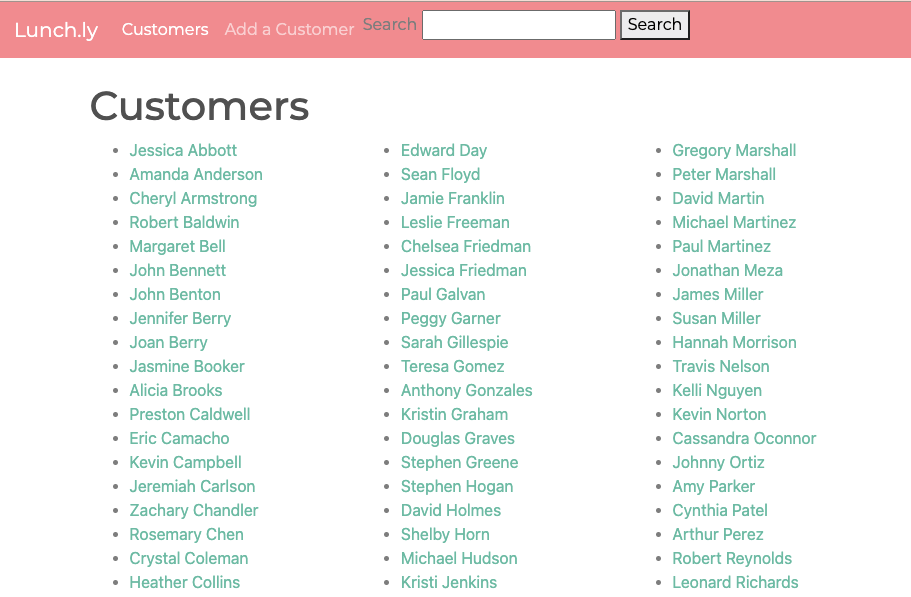 Lunch.ly Customers Add a Customer Search Search
Customers
Jessica Abbott
Amanda Anderson
Cheryl Armstrong
Robert Baldwin
Margaret Bell
John Bennett
John Benton
Jennifer Berry
Joan Berry
Jasmine Booker
Alicia Brooks
Preston Caldwell
Eric Camacho
Kevin Campbell
Jeremiah Carlson
Zachary Chandler
Rosemary Chen
Crystal Coleman
Heather Collins
Edward Day
Sean Floyd
Jamie Franklin
Leslie Freeman
Chelsea Friedman
Jessica Friedman
Paul Galvan
Peggy Garner
Sarah Gillespie
Teresa Gomez
Anthony Gonzales
Kristin Graham
Douglas Graves
Stephen Greene
Stephen Hogan
David Holmes
Shelby Horn
Michael Hudson
Kristi Jenkins
Gregory Marshall
Peter Marshall
David Martin
Michael Martinez
Paul Martinez
Jonathan Meza
James Miller
Susan Miller
Hannah Morrison
Travis Nelson
Kelli Nguyen
Kevin Norton
Cassandra Oconnor
Johnny Ortiz
Amy Parker
Cynthia Patel
Arthur Perez
Robert Reynolds
Leonard Richards